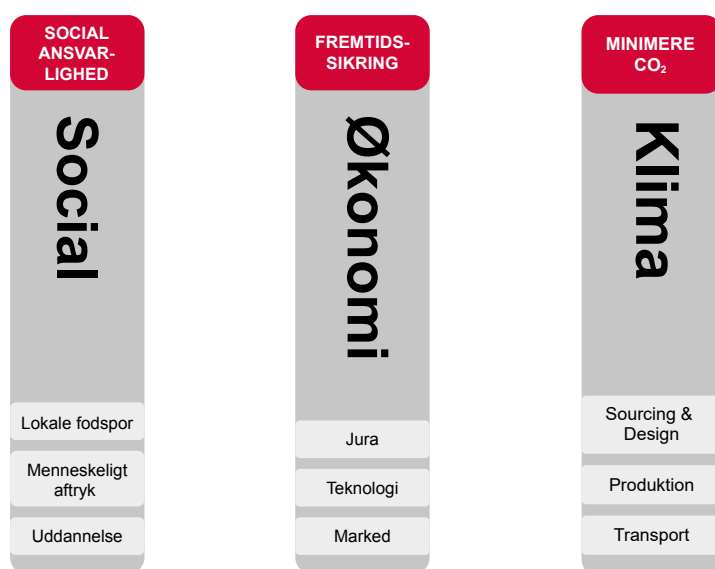 SOCIAL
ANSVAR-
LIGHED
Social
Lokale fodspor
Menneskeligt
aftryk
Uddannelse
FREMTIDS-
SIKRING
Økonomi
Jura
Teknologi
Marked
MINIMERE
CO₂
Klima
Sourcing &
Design
Produktion
Transport